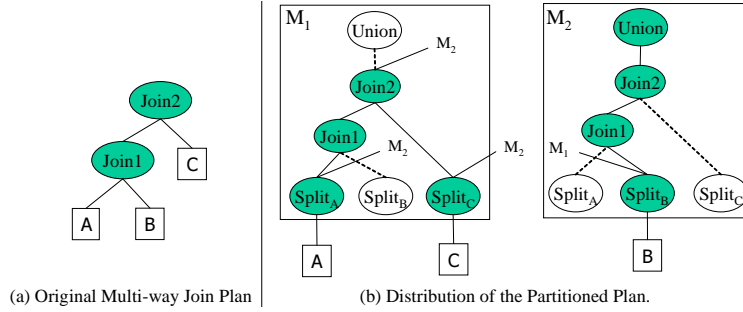 Join2
Join1
C
A
B
(a) Original Multi-way Join Plan
M1
Union
M2
Join2
Join1
M2
M2
SplitA
SplitB
SplitC
A
C
M2
Union
Join2
Join1
M1
SplitA
SplitB
SplitC
B
(b) Distribution of the Partitioned Plan.